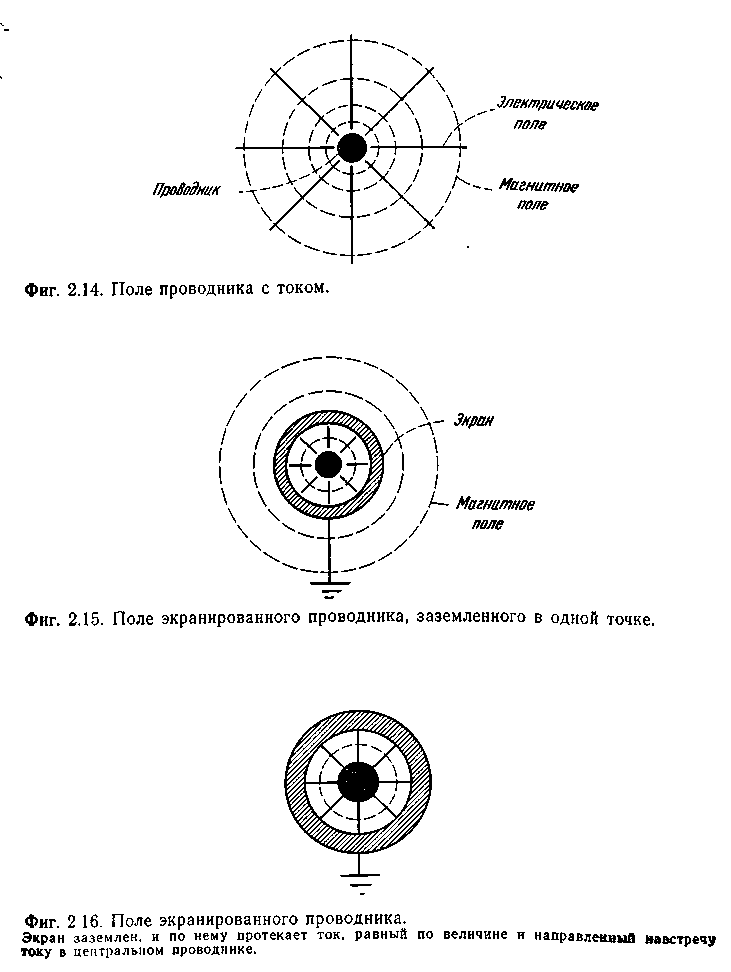 Электрическое
поле
Проводник
Магнитное
поле
Фиг. 2.14. Поле проводника с током.
Экран
Магнитное
поле
Фиг. 2.15. Поле экранированного проводника, заземленного в одной точке.
Фиг. 2 16. Поле экранированного проводника.
Экран заземлен, и по нему протекает ток, равный по величине и направленный навстречу
току в центральном проводнике.